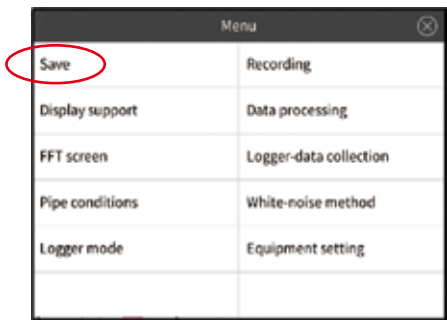 Menu
Save
Recording
Display support
Data processing
FFT screen
Logger-data collection
Pipe conditions
White-noise method
Logger mode
Equipment setting